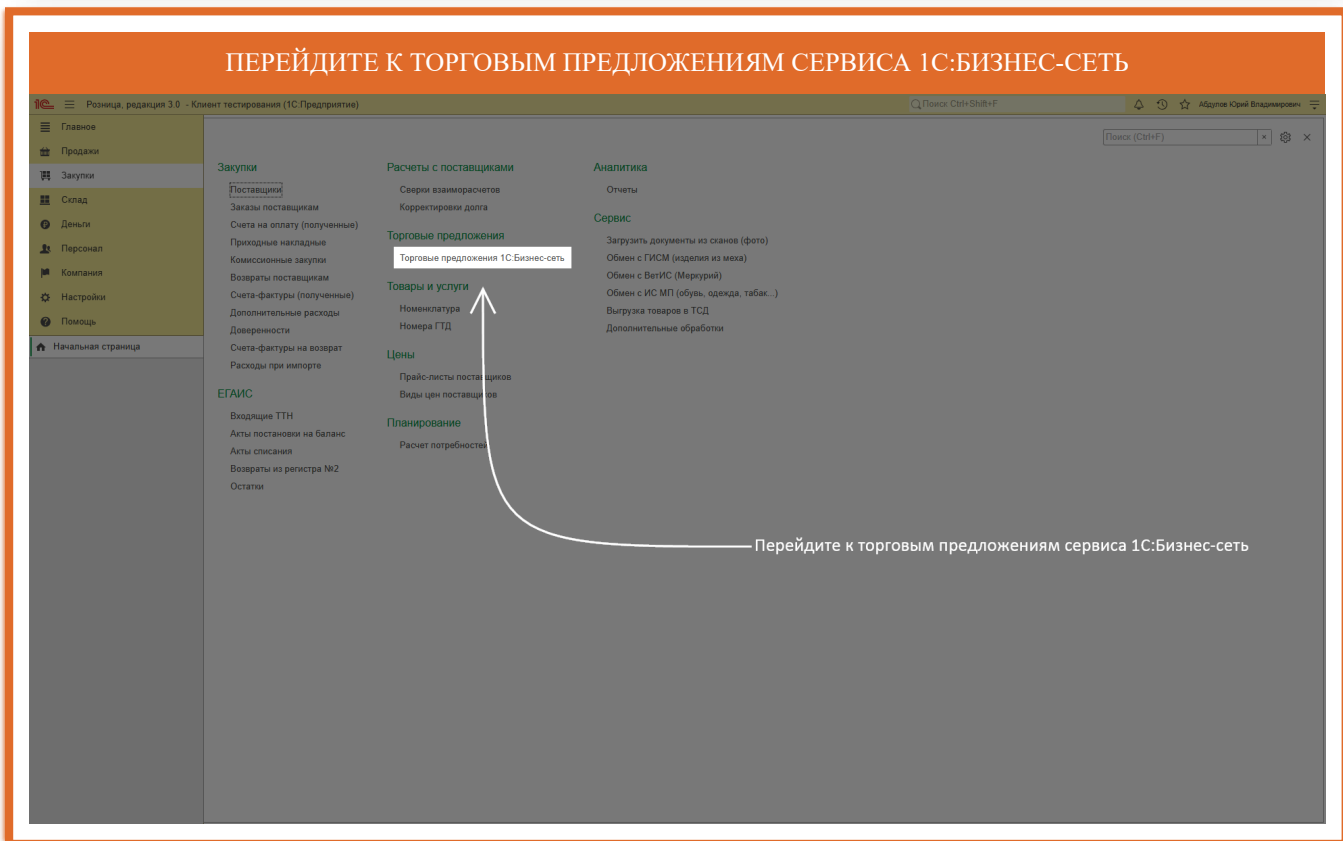 ПЕРЕЙДИТЕ К ТОРГОВЫМ ПРЕДЛОЖЕНИЯМ СЕРВИСА 1С:БИЗНЕС-СЕТЬ
1С Розница, редакция 3.0 - Клиент тестирования (1С:Предприятие)
Поиск Ctrl+Shift+F
Абдулов Юрий Владимирович
Главное
Продажи
Закупки
Склад
Деньги
Персонал
Компания
Настройки
Помощь
Начальная страница
Поиск (Ctrl+F)
×
Закупки
Поставщики
Заказы поставщикам
Счета на оплату (полученные)
Приходные накладные
Комиссионные закупки
Возвраты поставщикам
Счета-фактуры (полученные)
Дополнительные расходы
Доверенности
Счета-фактуры на возврат
Расходы при импорте
ЕГАИС
Входящие ТТН
Акты постановки на баланс
Акты списания
Возвраты из регистра №2
Остатки
Расчеты с поставщиками
Сверки взаиморасчетов
Корректировки долга
Торговые предложения
Торговые предложения 1С:Бизнес-сеть
Товары и услуги
Номенклатура
Номера ГТД
Цены
Прайс-листы поставщиков
Виды цен поставщиков
Планирование
Расчет потребностей
Аналитика
Отчеты
Сервис
Загрузить документы из сканов (фото)
Обмен с ГИСМ (изделия из меха)
Обмен с ВетИС (Меркурий)
Обмен с ИС МП (обувь, одежда, табак...)
Выгрузка товаров в ТСД
Дополнительные обработки
Перейдите к торговым предложениям сервиса 1С:Бизнес-сеть